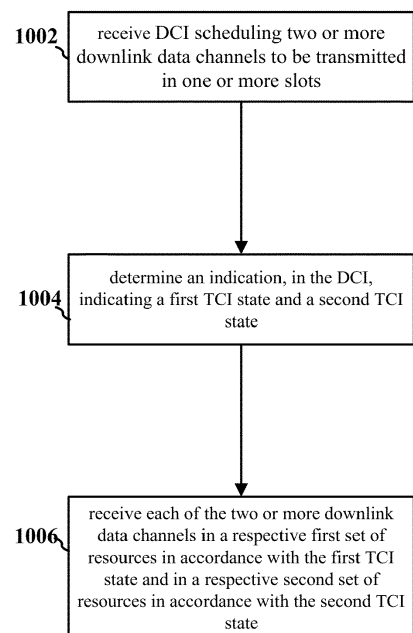 1002
receive DCI scheduling two or more
downlink data channels to be transmitted
in one or more slots
1004
determine an indication, in the DCI,
indicating a first TCI state and a second TCI
state
1006
receive each of the two or more downlink
data channels in a respective first set of
resources in accordance with the first TCI
state and in a respective second set of
resources in accordance with the second TCI
state